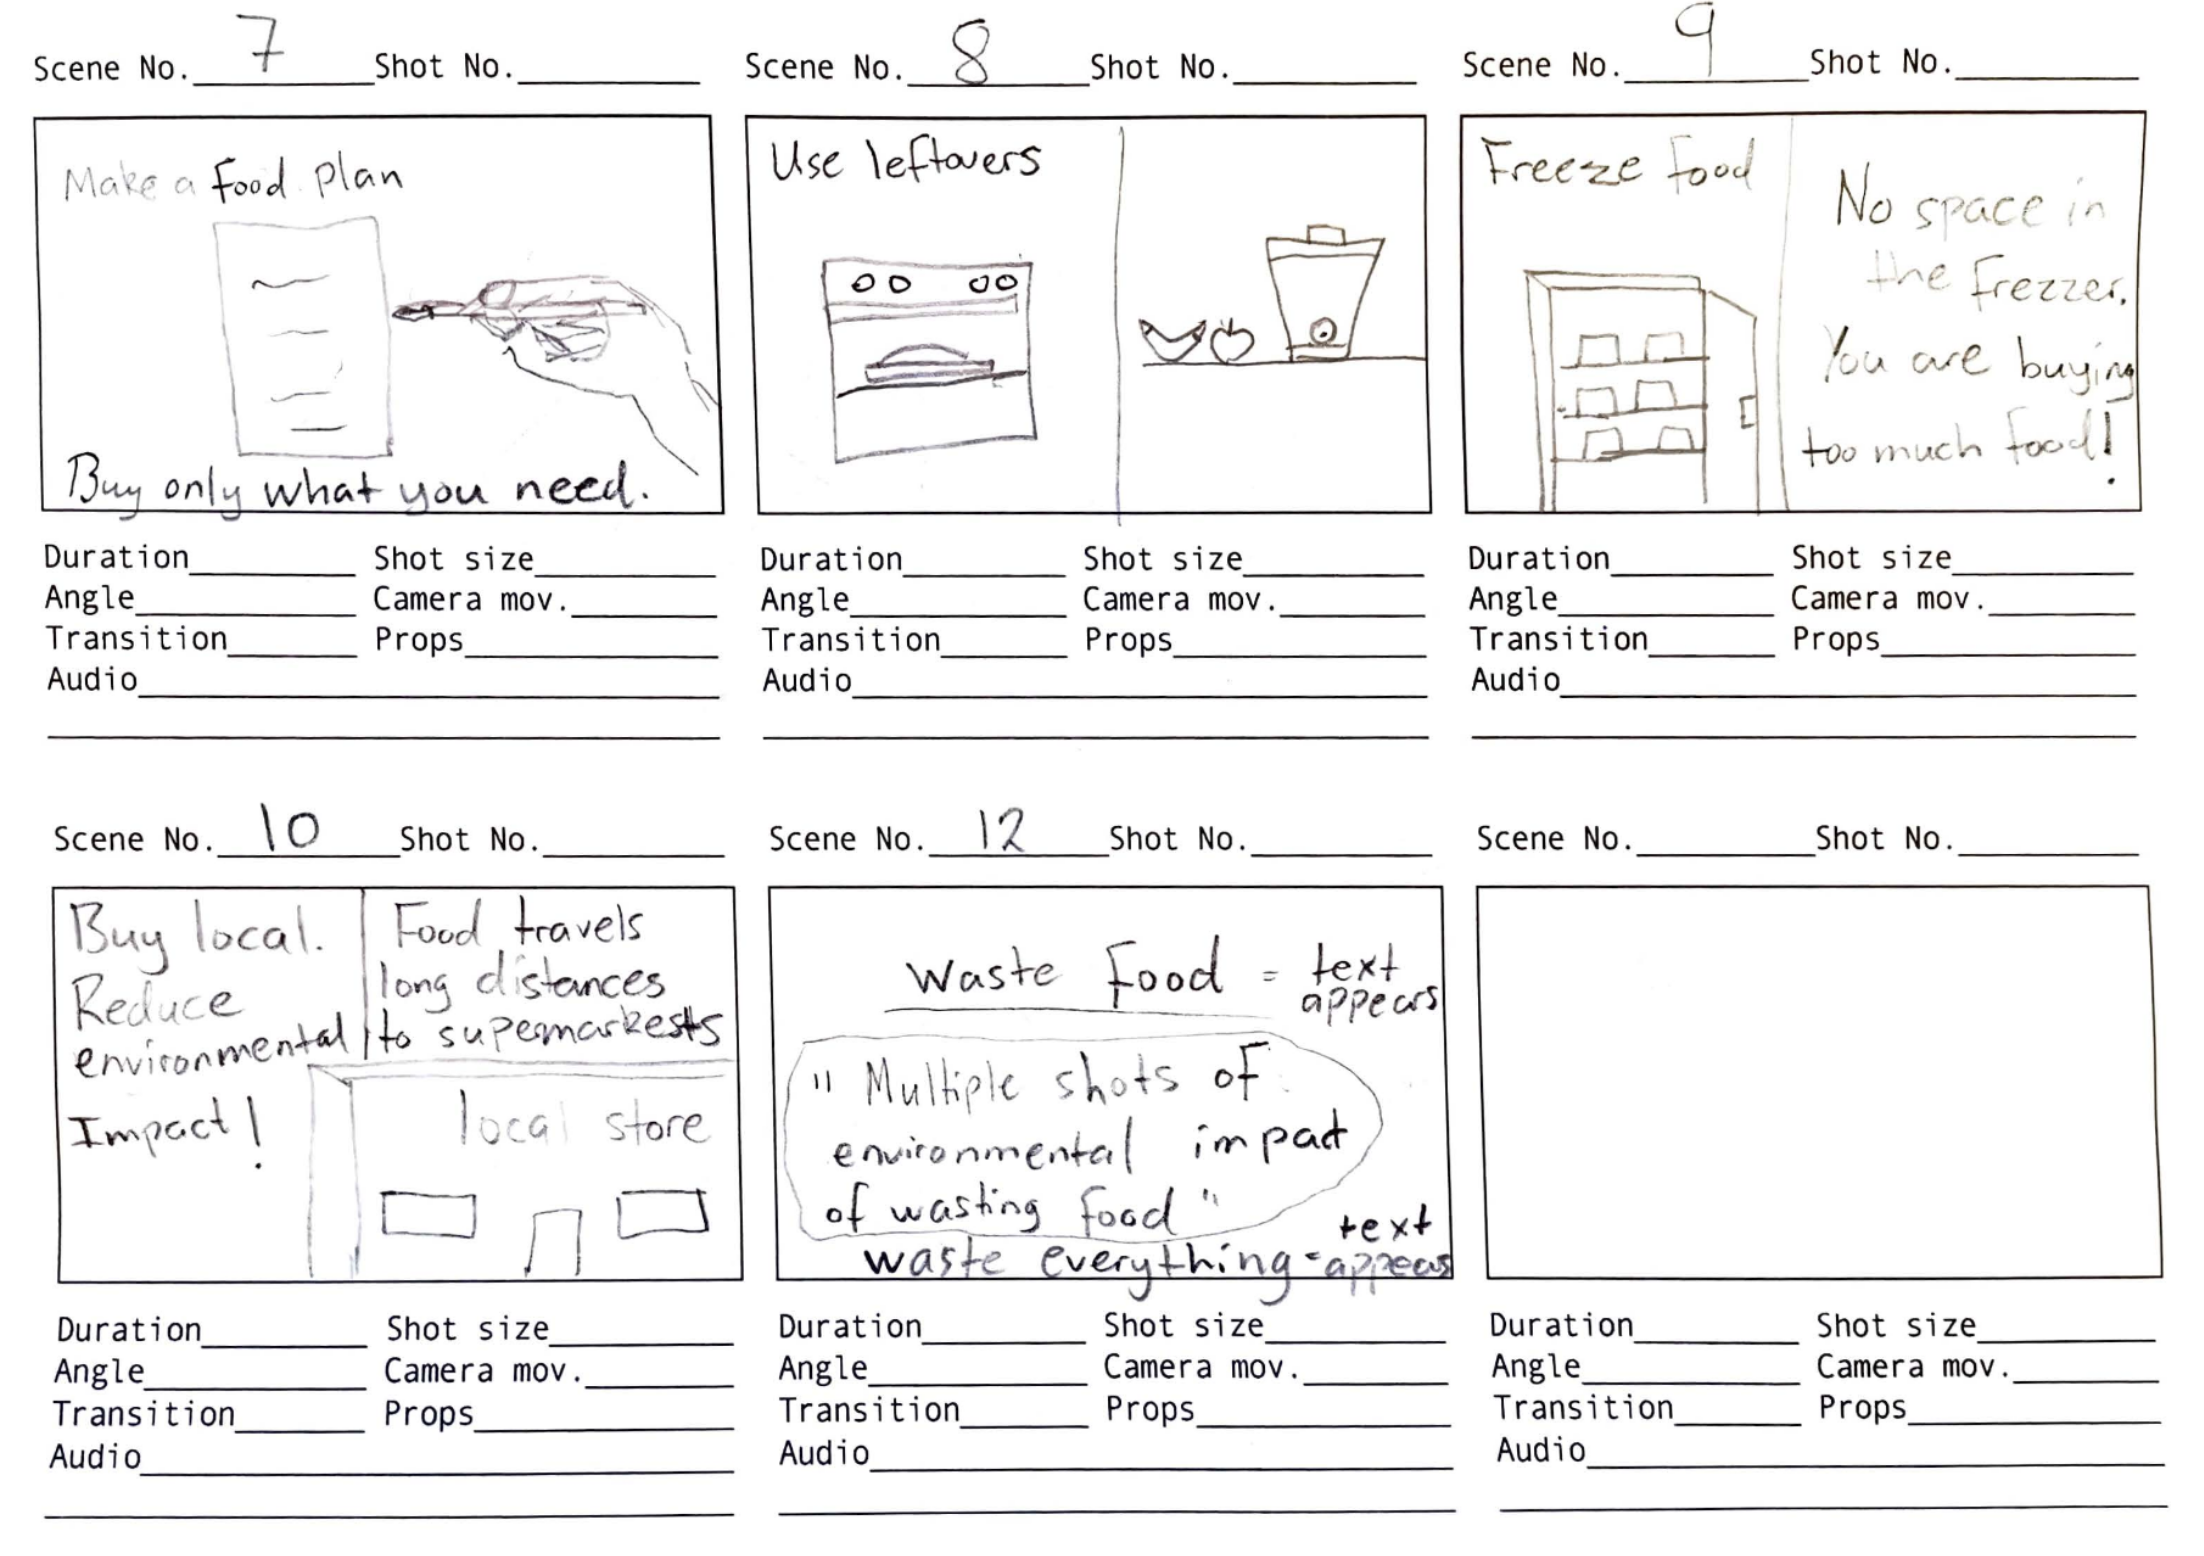 Scene No. 7 Shot No.
Scene No. 8 Shot No.
Scene No. 9 Shot No.
Make a food plan
Buy only what you need.
Use leftovers
Freeze food
No space in
the frezzer.
You are buying
too much food!
Duration Shot size
Angle Camera mov.
Transition Props
Audio
Duration Shot size
Angle Camera mov.
Transition Props
Audio
Duration Shot size
Angle Camera mov.
Transition Props
Audio
Scene No. 10 Shot No.
Scene No. 12 Shot No.
Scene No. Shot No.
Buy local.
Reduce
environmental
Impact!
Food travels
long distances
to supermarkests
local store
Waste Food = text
appears
" Multiple shots of
environmental impact
of wasting food "
waste everything = text
appears
Duration Shot size
Angle Camera mov.
Transition Props
Audio
Duration Shot size
Angle Camera mov.
Transition Props
Audio
Duration Shot size
Angle Camera mov.
Transition Props
Audio